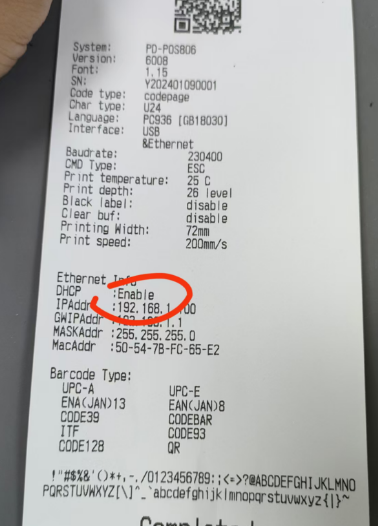 System: PD-POS806
Version: 6008
Font: 1.15
SN: Y202401090001
Code type: codepage
Char type: U24
Language: PC936 [GB18030]
Interface: USB
&Ethernet
Baudrate: 230400
CMD Type: ESC
Print temperature: 25 C
Print depth: 26 level
Black label: disable
Clear buf: disable
Printing Width: 72mm
Print speed: 200mm/s
Ethernet Info
DHCP :Enable
IPAddr :192.168.1.100
GWIPAddr :192.168.1.1
MASKAddr :255.255.255.0
MacAddr :50-54-7B-FC-65-E2
Barcode Type:
UPC-A UPC-E
ENA(JAN)13 EAN(JAN)8
CODE39 CODEBAR
ITF CODE93
CODE128 QR
!"#$%&'()*+,-./0123456789:;<=>?@ABCDEFGHIJKLMNO
PQRSTUVWXYZ[\]^_`abcdefghijklmnopqrstuvwxyz{|}~